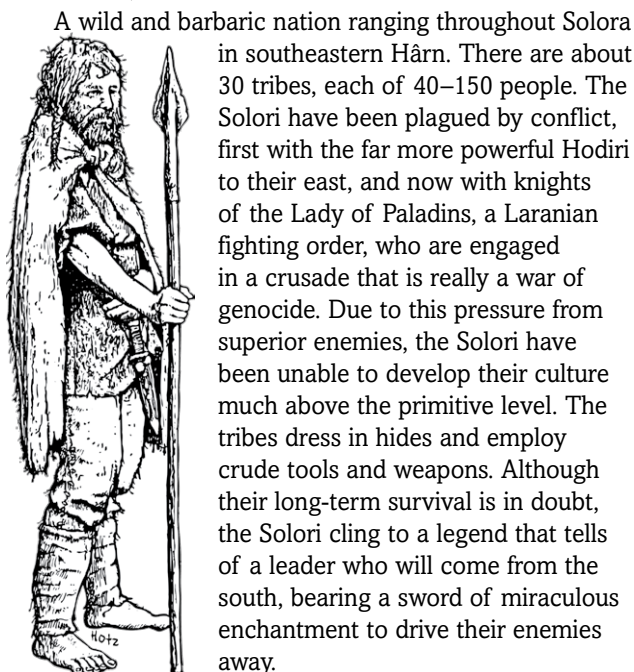 A wild and barbaric nation ranging throughout Solora
in southeastern Hârn. There are about
30 tribes, each of 40–150 people. The
Solori have been plagued by conflict,
first with the far more powerful Hodiri
to their east, and now with knights
of the Lady of Paladins, a Laranian
fighting order, who are engaged
in a crusade that is really a war of
genocide. Due to this pressure from
superior enemies, the Solori have
been unable to develop their culture
much above the primitive level. The
tribes dress in hides and employ
crude tools and weapons. Although
their long-term survival is in doubt,
the Solori cling to a legend that tells
of a leader who will come from the
south, bearing a sword of miraculous
enchantment to drive their enemies
away.
Hotz